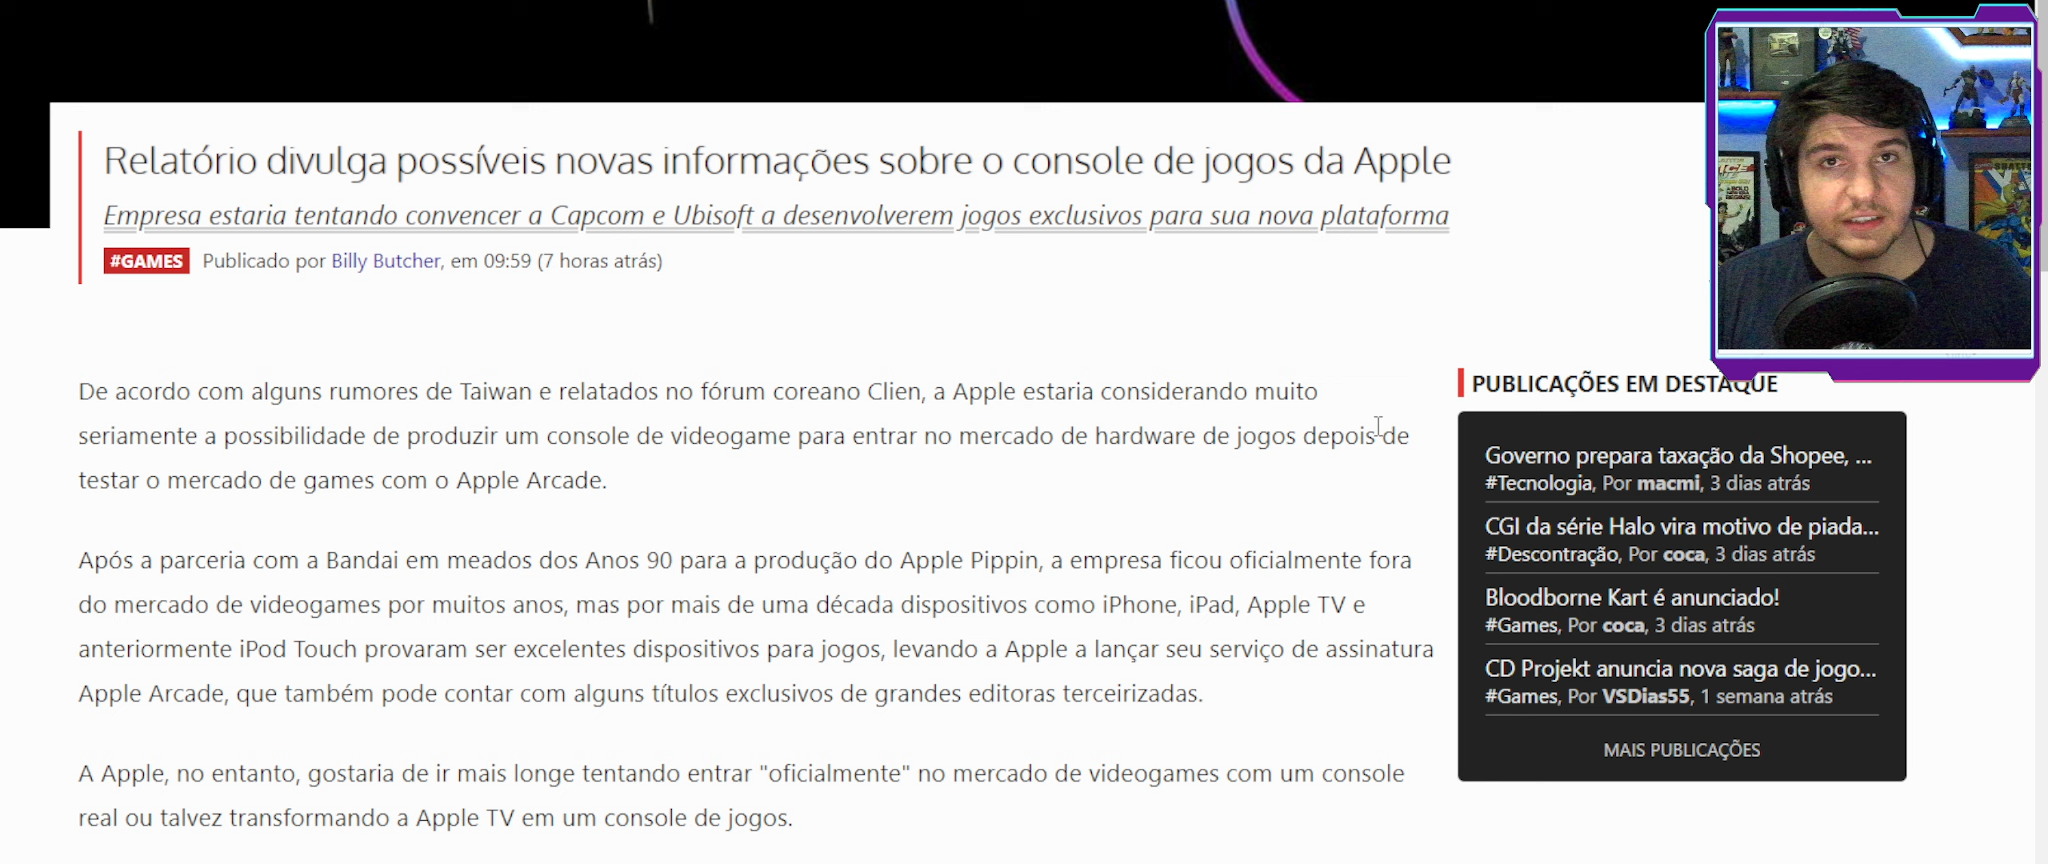 Relatório divulga possíveis novas informações sobre o console de jogos da Apple
Empresa estaria tentando convencer a Capcom e Ubisoft a desenvolverem jogos exclusivos para sua nova plataforma
#GAMES Publicado por Billy Butcher, em 09:59 (7 horas atrás)
De acordo com alguns rumores de Taiwan e relatados no fórum coreano Clien, a Apple estaria considerando muito
seriamente a possibilidade de produzir um console de videogame para entrar no mercado de hardware de jogos depois de
testar o mercado de games com o Apple Arcade.
Após a parceria com a Bandai em meados dos Anos 90 para a produção do Apple Pippin, a empresa ficou oficialmente fora
do mercado de videogames por muitos anos, mas por mais de uma década dispositivos como iPhone, iPad, Apple TV e
anteriormente iPod Touch provaram ser excelentes dispositivos para jogos, levando a Apple a lançar seu serviço de assinatura
Apple Arcade, que também pode contar com alguns títulos exclusivos de grandes editoras terceirizadas.
A Apple, no entanto, gostaria de ir mais longe tentando entrar "oficialmente" no mercado de videogames com um console
real ou talvez transformando a Apple TV em um console de jogos.
PUBLICAÇÕES EM DESTAQUE
Governo prepara taxação da Shopee, ...
#Tecnologia, Por macmi, 3 dias atrás
CGI da série Halo vira motivo de piada...
#Descontração, Por coca, 3 dias atrás
Bloodborne Kart é anunciado!
#Games, Por coca, 3 dias atrás
CD Projekt anuncia nova saga de jogo...
#Games, Por VSDias55, 1 semana atrás
MAIS PUBLICAÇÕES